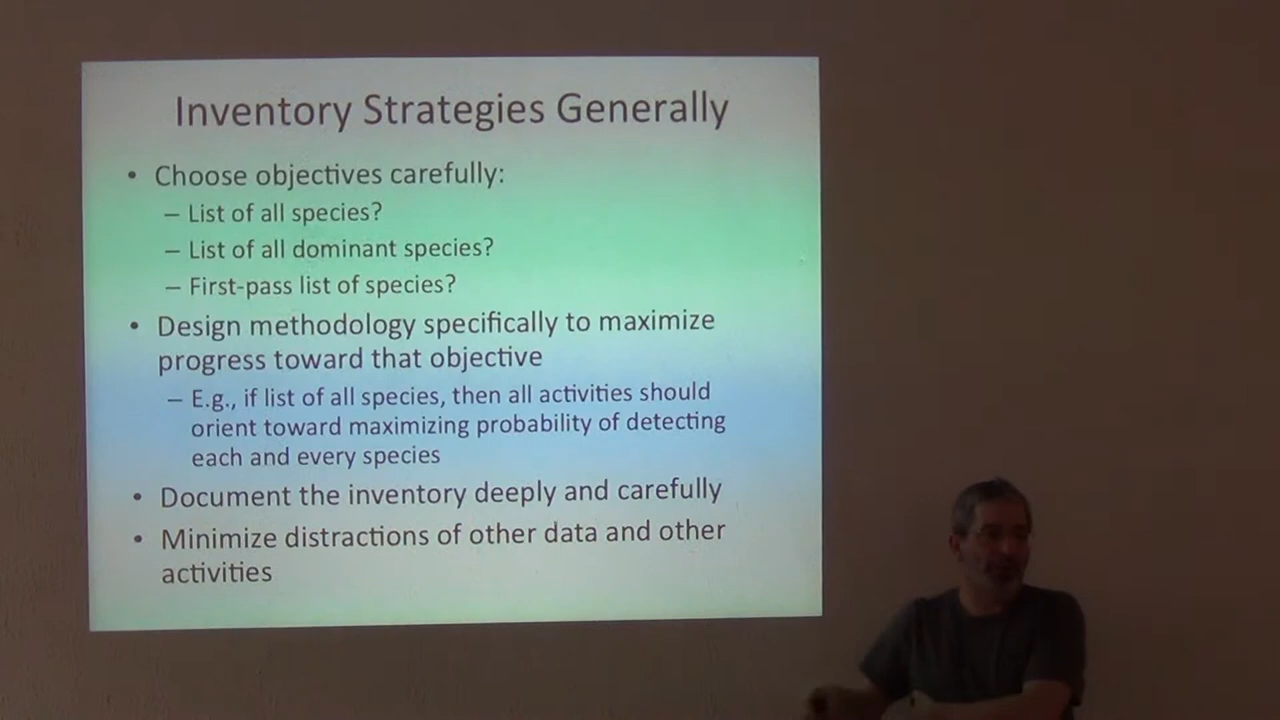 Inventory Strategies Generally
• Choose objectives carefully:
– List of all species?
– List of all dominant species?
– First-pass list of species?
• Design methodology specifically to maximize
progress toward that objective
– E.g., if list of all species, then all activities should
orient toward maximizing probability of detecting
each and every species
• Document the inventory deeply and carefully
• Minimize distractions of other data and other
activities